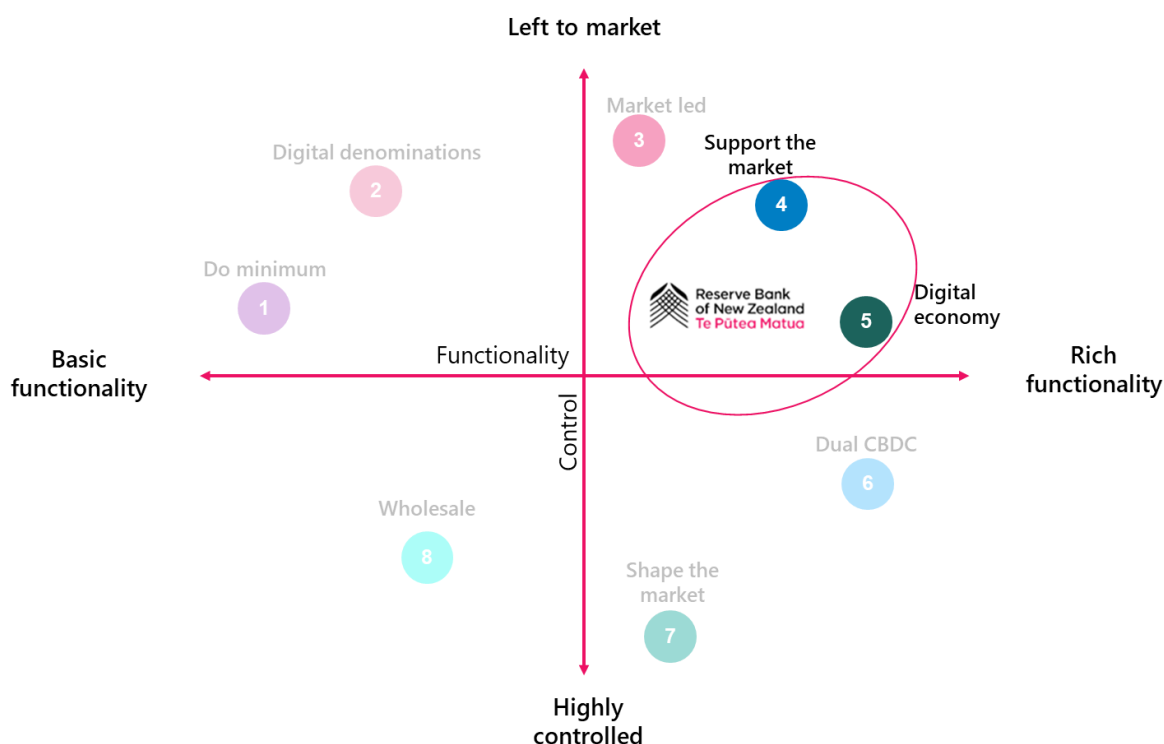 Left to market
Market led
3
Support the
market
4
Digital denominations
2
Do minimum
1
Reserve Bank
of New Zealand
Te Pūtea Matua
Digital
economy
5
Basic
functionality
Functionality
Control
Rich
functionality
Dual CBDC
6
Wholesale
8
Shape the
market
7
Highly
controlled